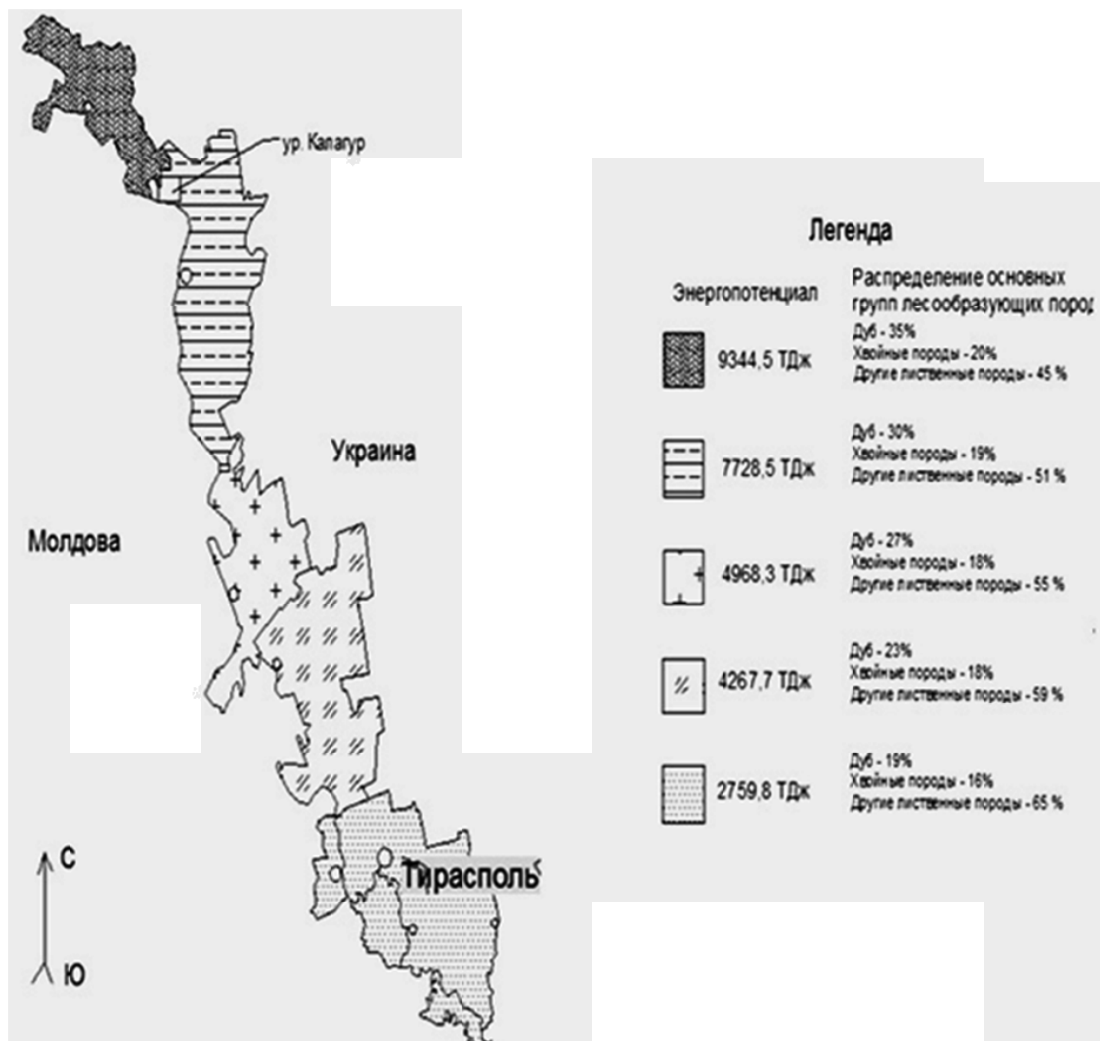 ур. Калагур
Украина
Молдова
Тирасполь
С
Ю
Легенда
Энергопотенциал
Распределение основных
групп лесообразующих пород
9344,5 ТДж
Дуб - 35%
Хвойные породы - 20%
Другие лиственные породы - 45 %
7728,5 ТДж
Дуб - 30%
Хвойные породы - 19%
Другие лиственные породы - 51 %
4968,3 ТДж
Дуб - 27%
Хвойные породы - 18%
Другие лиственные породы - 55 %
4267,7 ТДж
Дуб - 23%
Хвойные породы - 18%
Другие лиственные породы - 59 %
2759,8 ТДж
Дуб - 19%
Хвойные породы - 16%
Другие лиственные породы - 65 %